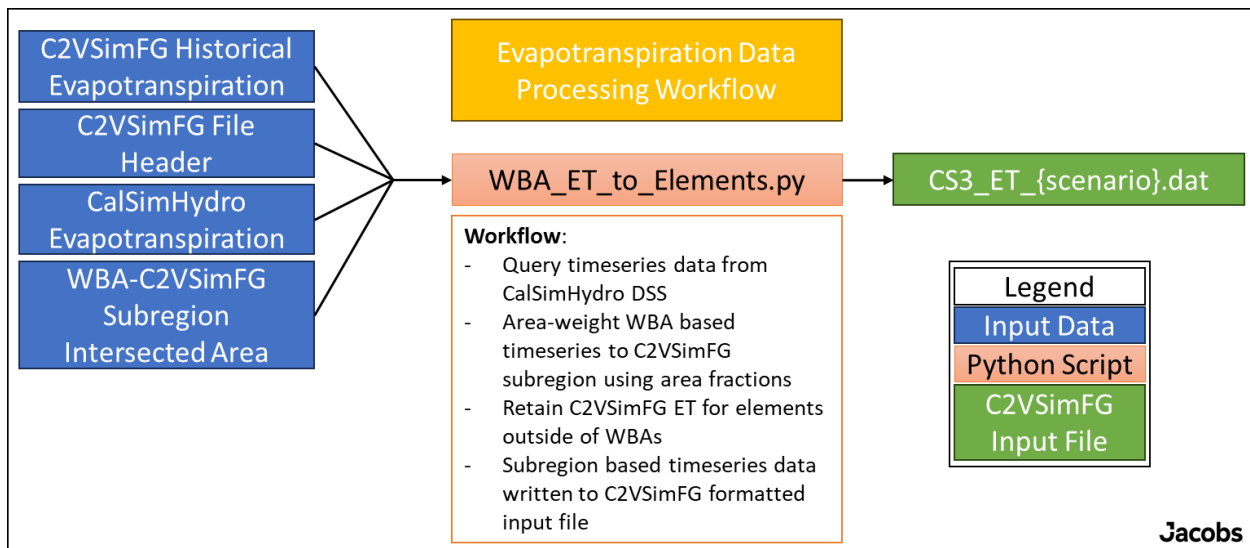 C2VSimFG Historical
Evapotranspiration
C2VSimFG File
Header
CalSimHydro
Evapotranspiration
WBA-C2VSimFG
Subregion
Intersected Area
Evapotranspiration Data
Processing Workflow
WBA_ET_to_Elements.py
Workflow:
- Query timeseries data from
CalSimHydro DSS
- Area-weight WBA based
timeseries to C2VSimFG
subregion using area fractions
- Retain C2VSimFG ET for elements
outside of WBAs
- Subregion based timeseries data
written to C2VSimFG formatted
input file
CS3_ET_{scenario}.dat
Legend
Input Data
Python Script
C2VSimFG
Input File
Jacobs